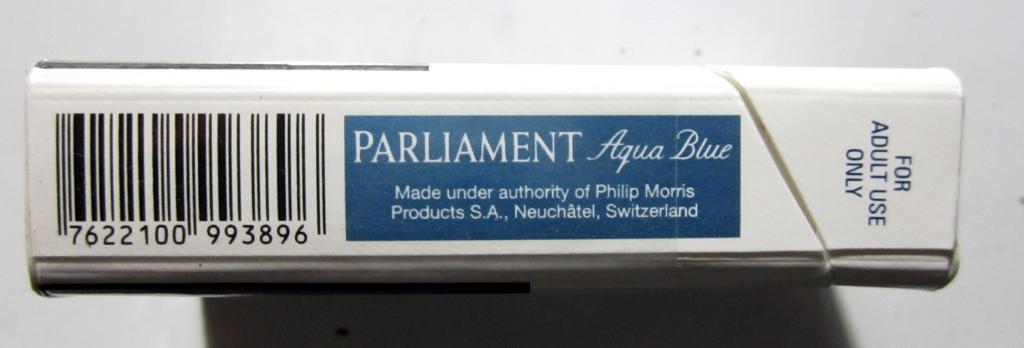 7622100 993896
PARLIAMENT Aqua Blue
Made under authority of Philip Morris
Products S.A., Neuchâtel, Switzerland
FOR
ADULT USE
ONLY